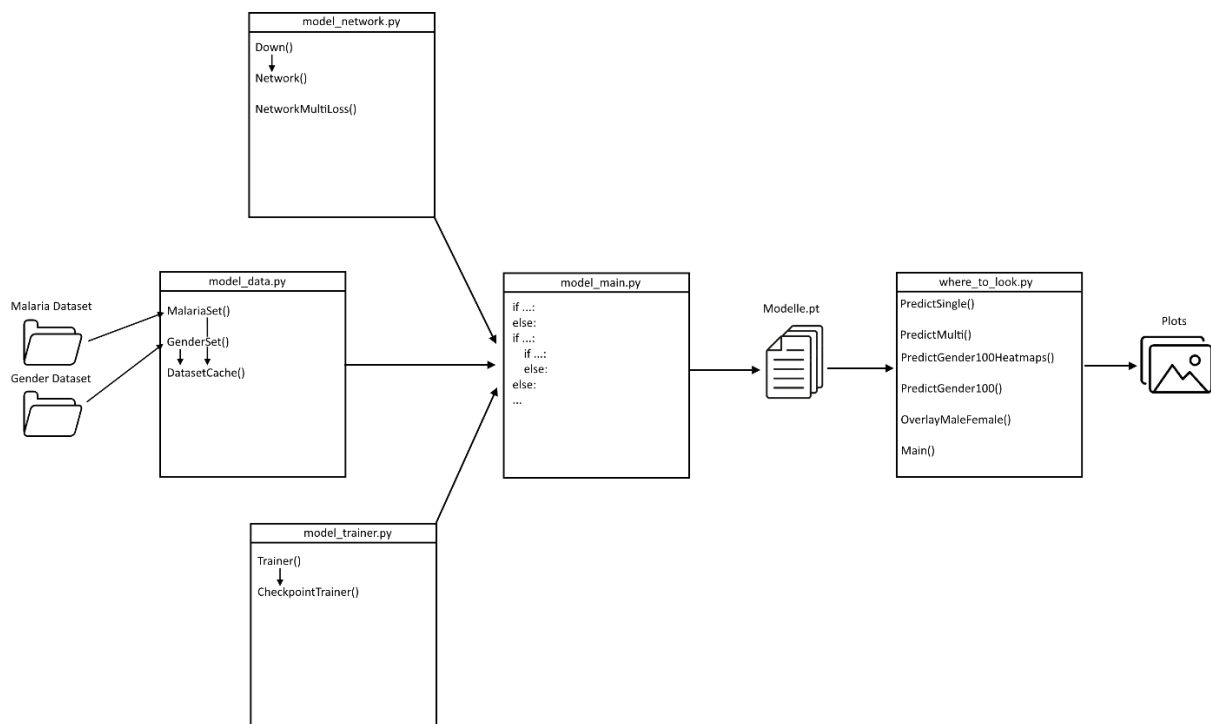 model_network.py
Down()
Network()
NetworkMultiLoss()
Malaria Dataset
Gender Dataset
model_data.py
MalariaSet()
GenderSet()
DatasetCache()
model_trainer.py
Trainer()
CheckpointTrainer()
model_main.py
if ...:
else:
if ...:
if ...:
else:
else:
...
Modelle.pt
where_to_look.py
PredictSingle()
PredictMulti()
PredictGender100Heatmaps()
PredictGender100()
OverlayMaleFemale()
Main()
Plots